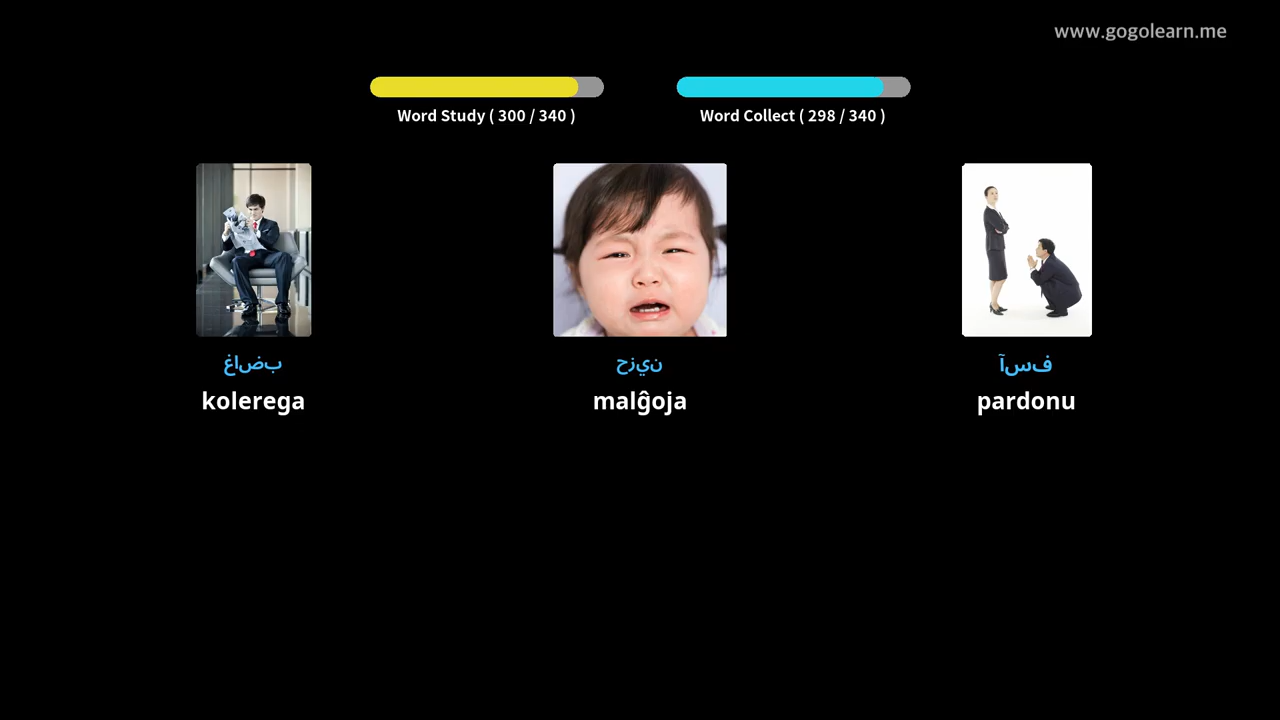 www.gogolearn.me
Word Study ( 300 / 340 )
Word Collect ( 298 / 340 )
غاضب
حزين
آسف
kolerega
malĝoja
pardonu